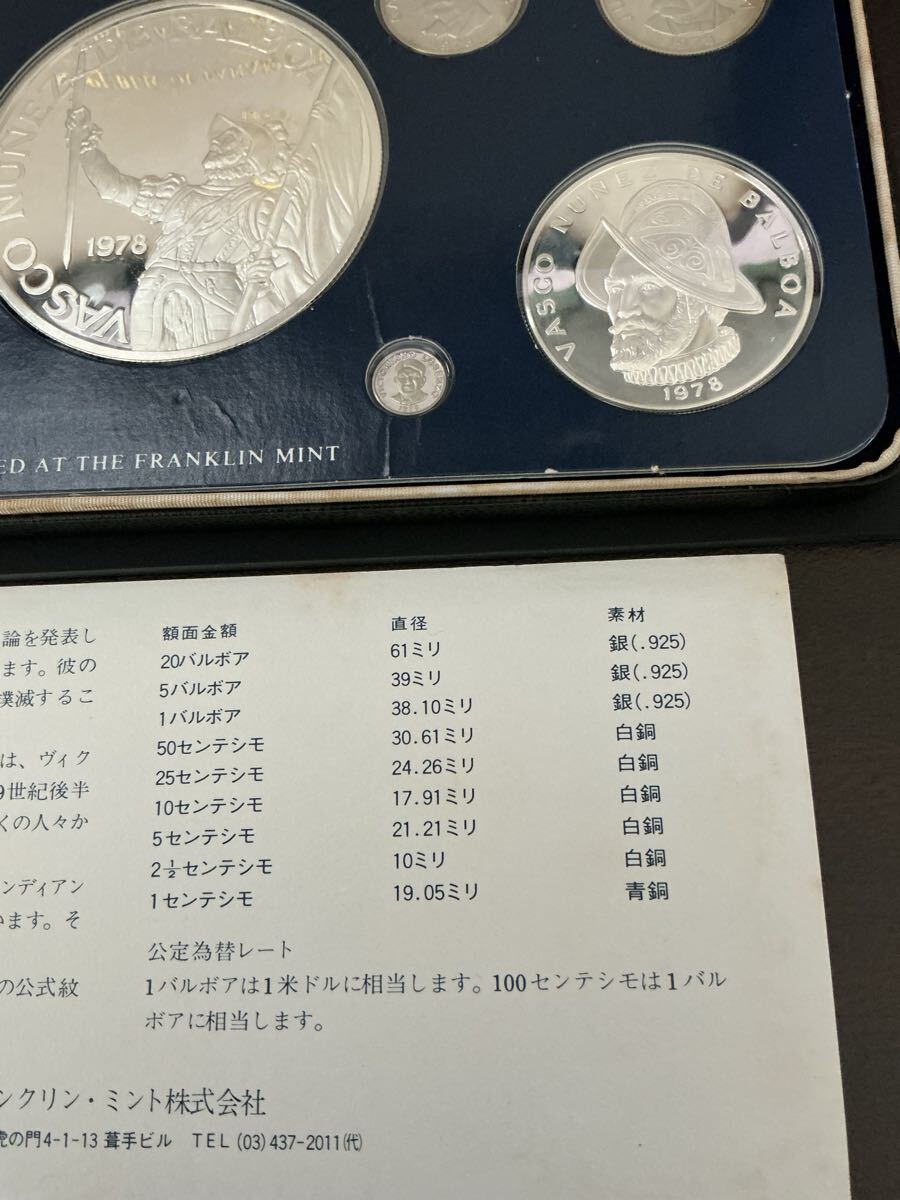 VASCO NUNEZ DE BALBOA
1978
VASCO NUNEZ DE BALBOA
1978
ED AT THE FRANKLIN MINT
論を発表し
ます。彼の
撲滅するこ
は、ヴィク
9世紀後半
くの人々か
ンディアン
います。そ
の公式紋
額面金額 直径 素材
20バルボア 61ミリ 銀(.925)
5バルボア 39ミリ 銀(.925)
1バルボア 38.10ミリ 銀(.925)
50センテシモ 30.61ミリ 白銅
25センテシモ 24.26ミリ 白銅
10センテシモ 17.91ミリ 白銅
5センテシモ 21.21ミリ 白銅
2½センテシモ 10ミリ 白銅
1センテシモ 19.05ミリ 青銅
公定為替レート
1バルボアは1米ドルに相当します。100センテシモは1バル
ボアに相当します。
ンクリン・ミント株式会社
虎の門4-1-13 葺手ビル TEL (03) 437-2011(代)